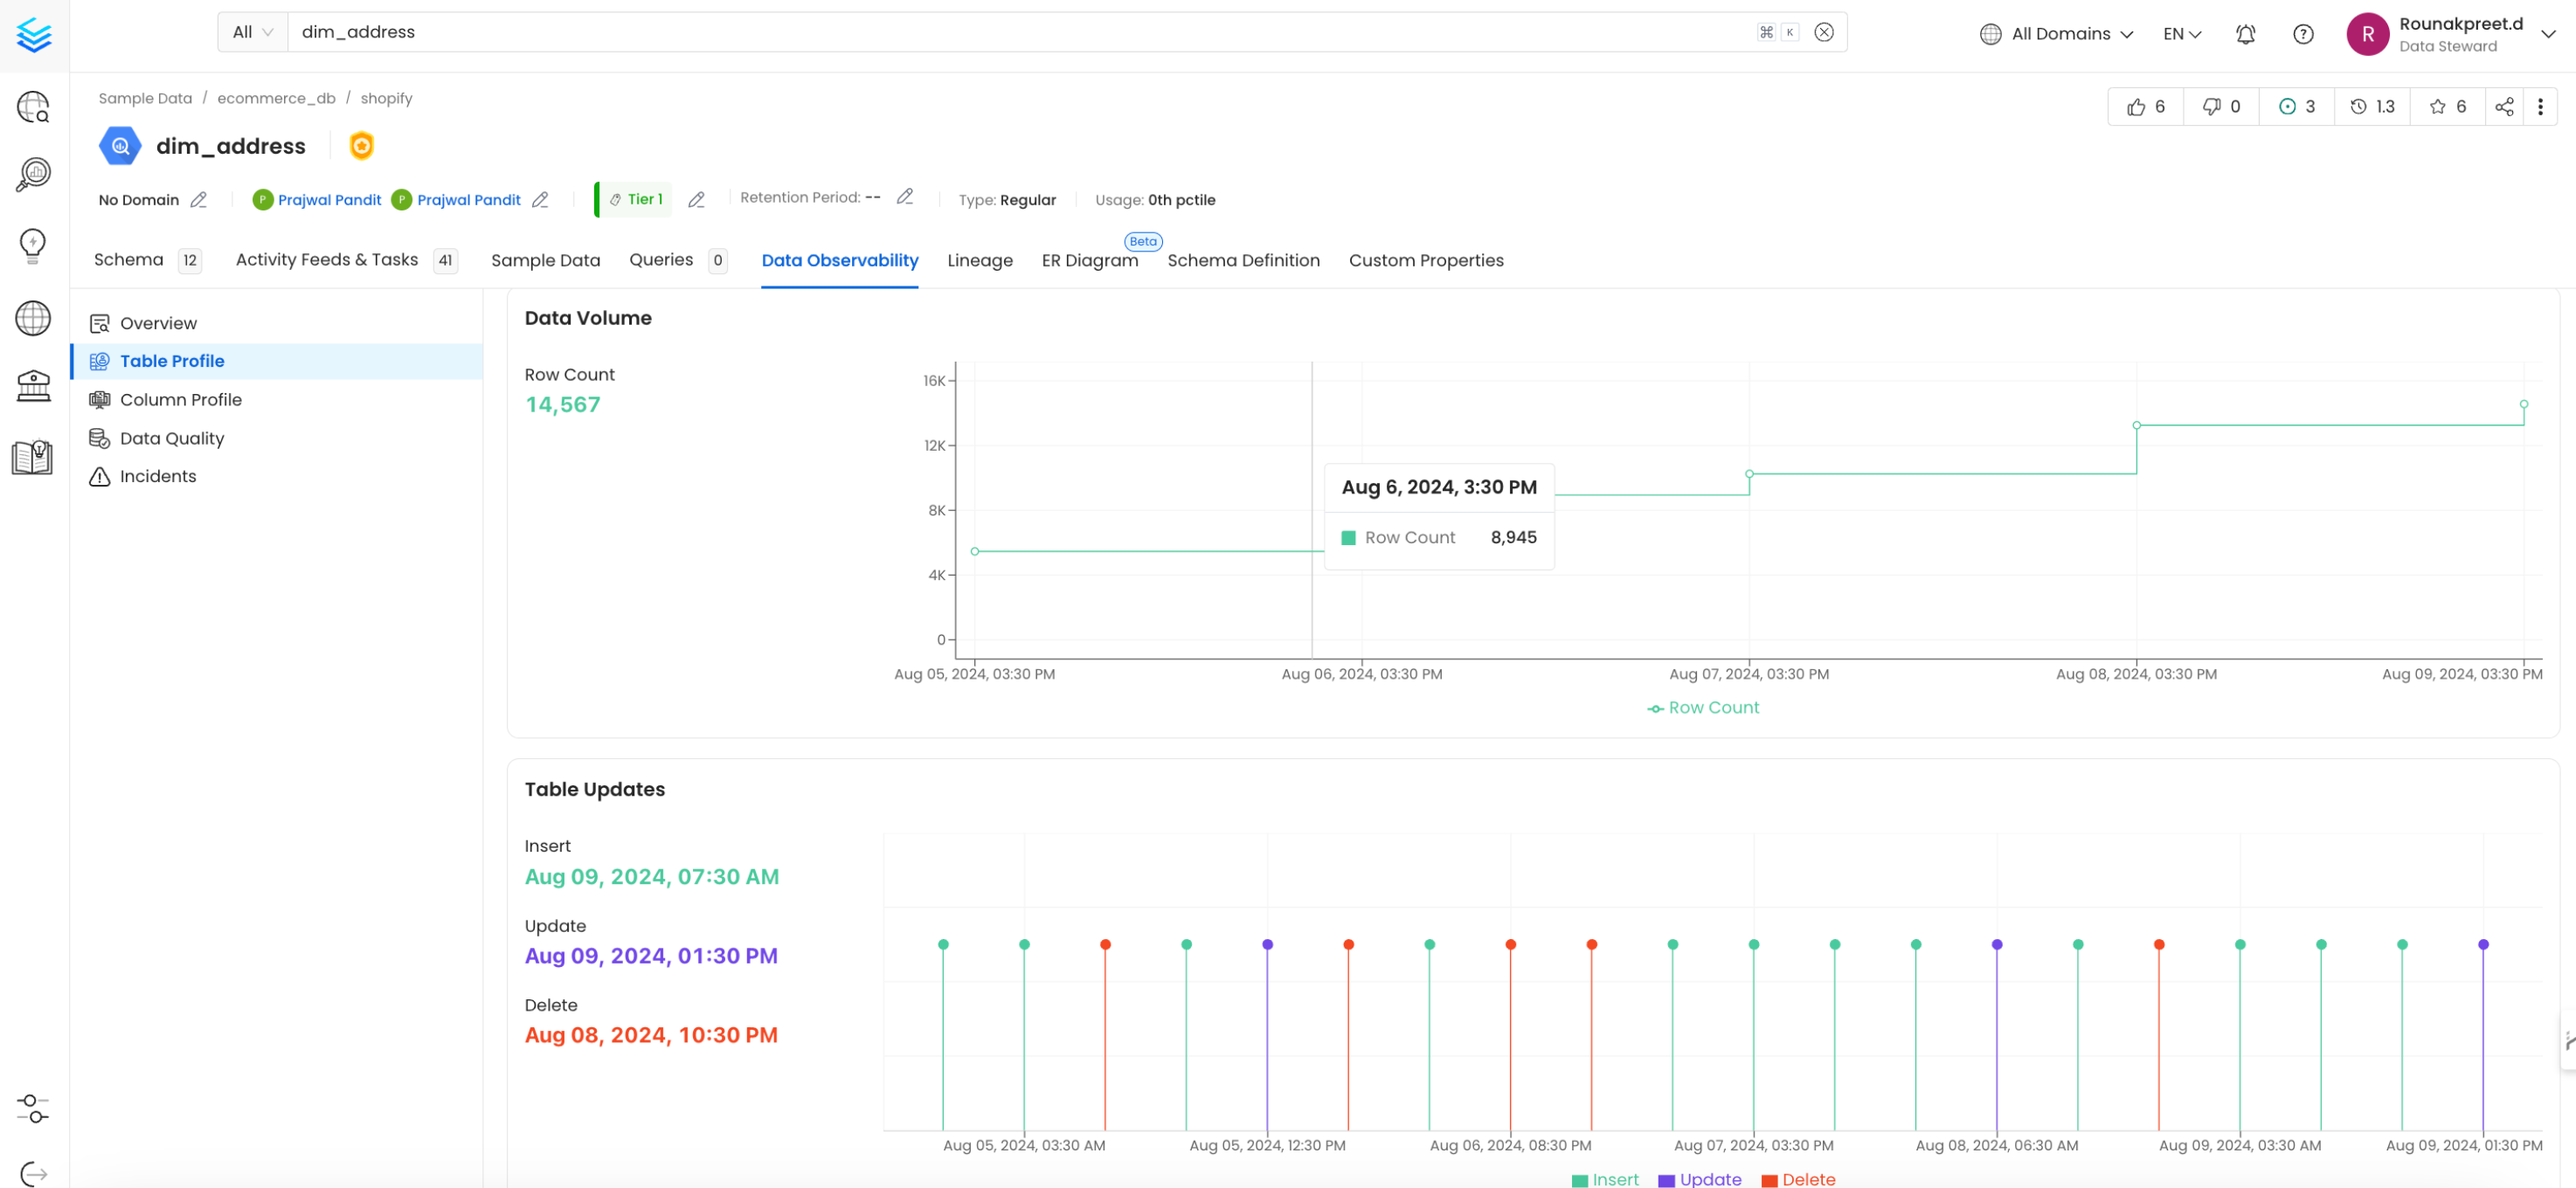 All
dim_address
⌘ K
All Domains
EN
R
Rounakpreet.d
Data Steward
Sample Data / ecommerce_db / shopify
6 0 3 1.3 6
dim_address
No Domain P Prajwal Pandit P Prajwal Pandit Tier 1 Retention Period: -- Type: Regular Usage: 0th pctile
Schema 12 Activity Feeds & Tasks 41 Sample Data Queries 0 Data Observability Lineage ER Diagram Beta Schema Definition Custom Properties
Overview
Table Profile
Column Profile
Data Quality
Incidents
Data Volume
Row Count
14,567
16K
12K
8K
4K
0
Aug 6, 2024, 3:30 PM
Row Count 8,945
Aug 05, 2024, 03:30 PM Aug 06, 2024, 03:30 PM Aug 07, 2024, 03:30 PM Aug 08, 2024, 03:30 PM Aug 09, 2024, 03:30 PM
Row Count
Table Updates
Insert
Aug 09, 2024, 07:30 AM
Update
Aug 09, 2024, 01:30 PM
Delete
Aug 08, 2024, 10:30 PM
Aug 05, 2024, 03:30 AM Aug 05, 2024, 12:30 PM Aug 06, 2024, 08:30 PM Aug 07, 2024, 03:30 PM Aug 08, 2024, 06:30 AM Aug 09, 2024, 03:30 AM Aug 09, 2024, 01:30 PM
Insert Update Delete